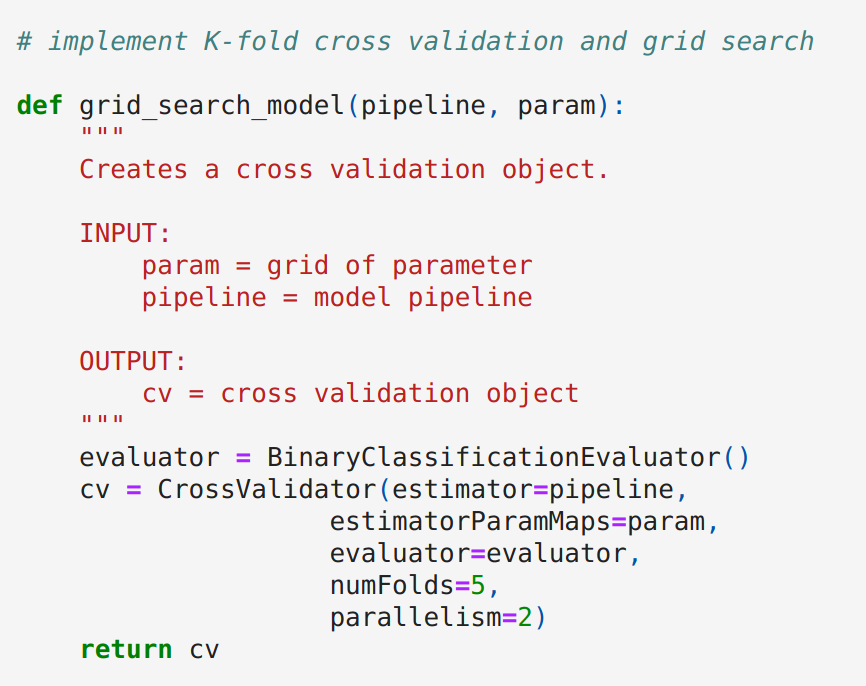 # implement K-fold cross validation and grid search
def grid_search_model(pipeline, param):
    """
    Creates a cross validation object.
    INPUT:
        param = grid of parameter
        pipeline = model pipeline
    OUTPUT:
        cv = cross validation object
    """
    evaluator = BinaryClassificationEvaluator()
    cv = CrossValidator(estimator=pipeline,
                    estimatorParamMaps=param,
                    evaluator=evaluator,
                    numFolds=5,
                    parallelism=2)
    return cv